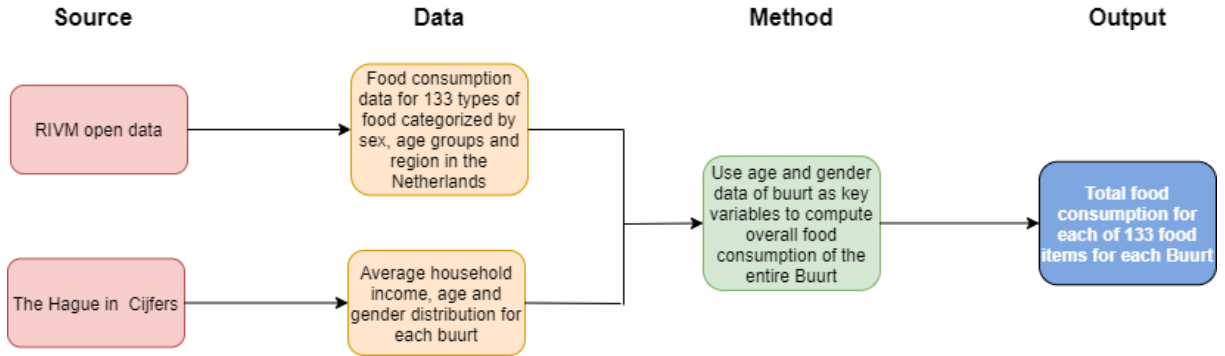 Source
Data
Method
Output
RIVM open data
Food consumption
data for 133 types of
food categorized by
sex, age groups and
region in the
Netherlands
The Hague in  Cijfers
Average household
income, age and
gender distribution for
each buurt
Use age and gender
data of buurt as key
variables to compute
overall food
consumption of the
entire Buurt
Total food
consumption for
each of 133 food
items for each Buurt